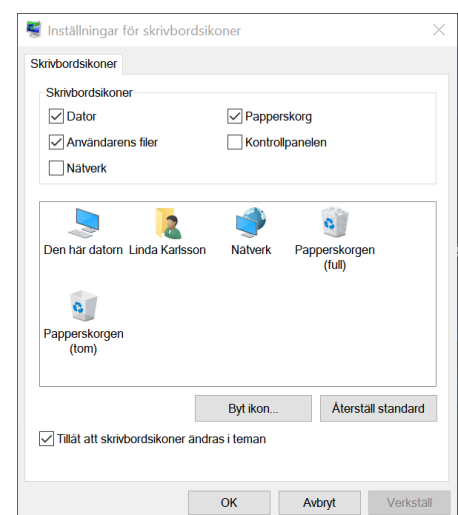 Inställningar för skrivbordsikoner
Skrivbordsikoner
Skrivbordsikoner
Dator
Papperskorg
Användarens filer
Kontrollpanelen
Nätverk
Den här datorn
Linda Karlsson
Nätverk
Papperskorgen
(full)
Papperskorgen
(tom)
Byt ikon...
Återställ standard
Tillåt att skrivbordsikoner ändras i teman
OK
Avbryt
Verkställ